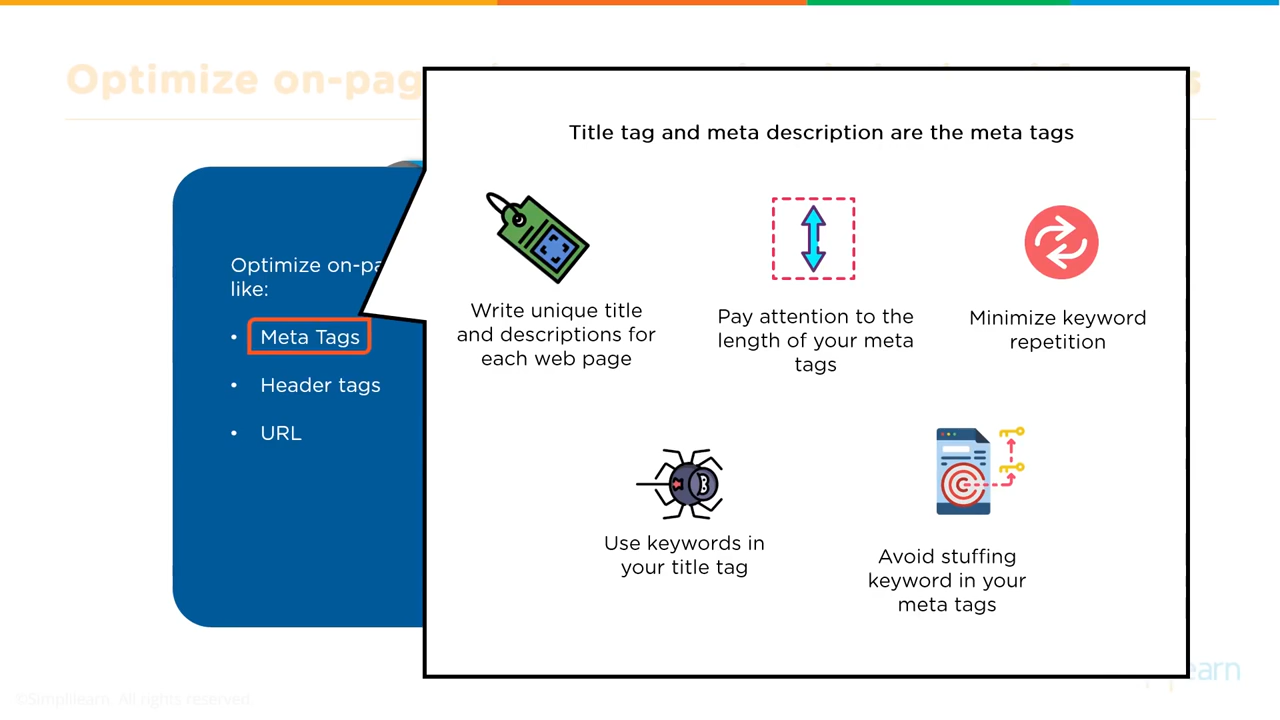 Optimize on-pag
s
Title tag and meta description are the meta tags
Optimize on-pa
like:
• Meta Tags
• Header tags
• URL
Write unique title
and descriptions for
each web page
Pay attention to the
length of your meta
tags
Minimize keyword
repetition
Use keywords in
your title tag
Avoid stuffing
keyword in your
meta tags
©Simplilearn. All rights reserved.
earn